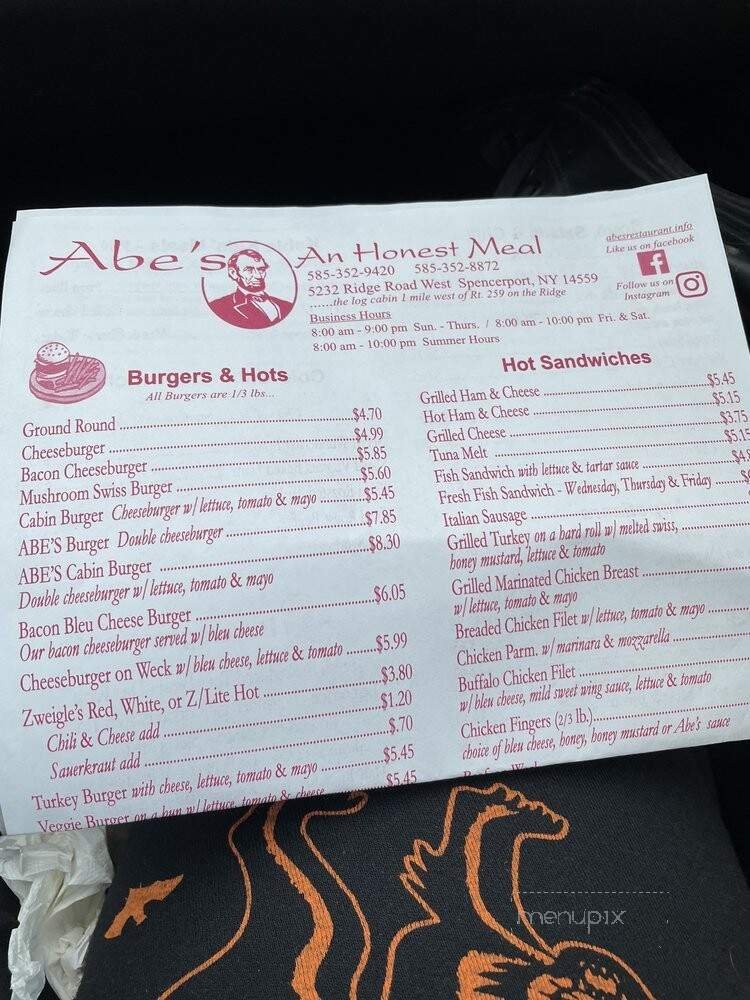 Abe's An Honest Meal
585-352-9420 585-352-8872
5232 Ridge Road West Spencerport, NY 14559
......the log cabin 1 mile west of Rt. 259 on the Ridge
Business Hours
8:00 am - 9:00 pm Sun. - Thurs. / 8:00 am - 10:00 pm Fri. & Sat.
8:00 am - 10:00 pm Summer Hours
abesrestaurant.info
Like us on facebook
f
Follow us on
Instagram
Burgers & Hots
All Burgers are 1/3 lbs...
Ground Round $4.70
Cheeseburger $4.99
Bacon Cheeseburger $5.85
Mushroom Swiss Burger $5.60
Cabin Burger Cheeseburger w/ lettuce, tomato & mayo $5.45
ABE'S Burger Double cheeseburger $7.85
ABE'S Cabin Burger $8.30
Double cheeseburger w/ lettuce, tomato & mayo
Bacon Bleu Cheese Burger $6.05
Our bacon cheeseburger served w/ bleu cheese
Cheeseburger on Weck w/ bleu cheese, lettuce & tomato $5.99
Zweigle's Red, White, or Z/Lite Hot $3.80
Chili & Cheese add $1.20
Sauerkraut add $.70
Turkey Burger with cheese, lettuce, tomato & mayo $5.45
Veggie Burger on a bun w/ lettuce, tomato & cheese $5.45
Hot Sandwiches
Grilled Ham & Cheese $5.45
Hot Ham & Cheese $5.15
Grilled Cheese $3.75
Tuna Melt $5.15
Fish Sandwich with lettuce & tartar sauce
Fresh Fish Sandwich - Wednesday, Thursday & Friday
Italian Sausage
Grilled Turkey on a hard roll w/ melted swiss,
honey mustard, lettuce & tomato
Grilled Marinated Chicken Breast
w/ lettuce, tomato & mayo
Breaded Chicken Filet w/ lettuce, tomato & mayo
Chicken Parm. w/ marinara & mozzarella
Buffalo Chicken Filet
w/ bleu cheese, mild sweet wing sauce, lettuce & tomato
Chicken Fingers (2/3 lb.)
choice of bleu cheese, honey, honey mustard or Abe's sauce
menupix